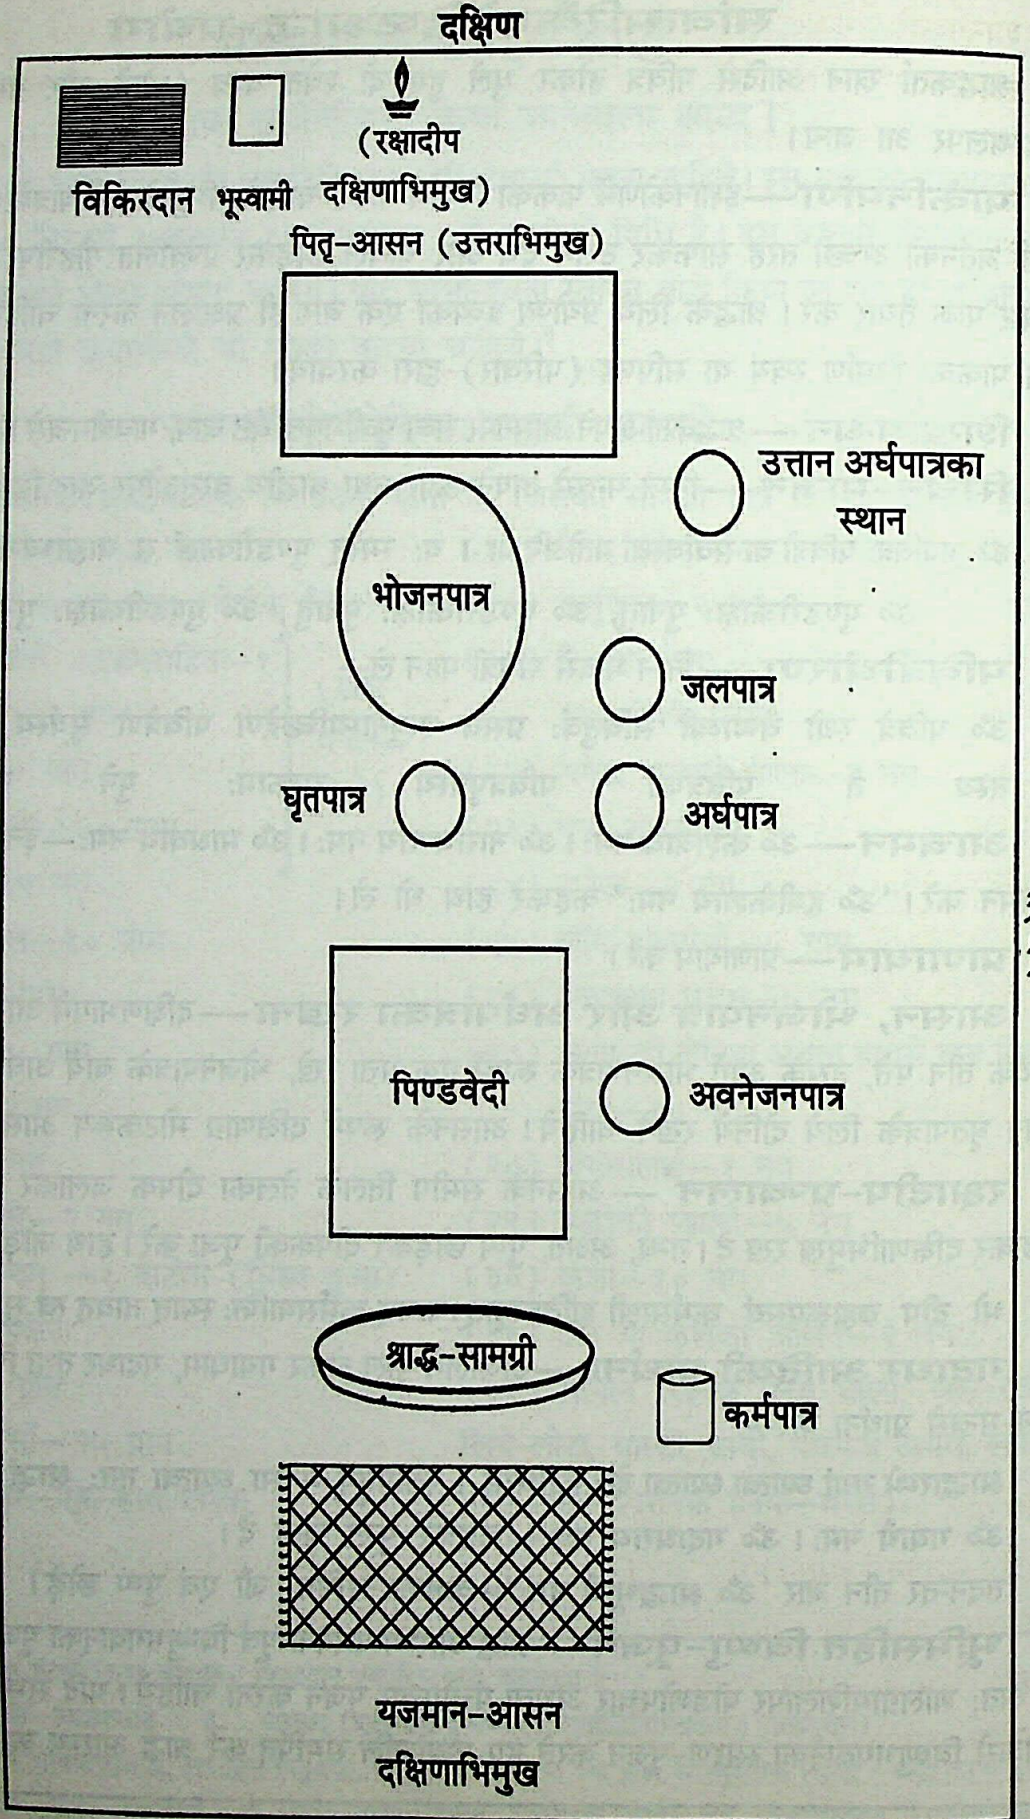 दक्षिण
(रक्षादीप
विकिरदान भूस्वामी दक्षिणाभिमुख)
पितृ-आसन (उत्तराभिमुख)
उत्तान अर्घपात्रका
स्थान
भोजनपात्र
जलपात्र
घृतपात्र
अर्घपात्र
पिण्डवेदी
अवनेजनपात्र
श्राद्ध-सामग्री
कर्मपात्र
यजमान-आसन
दक्षिणाभिमुख